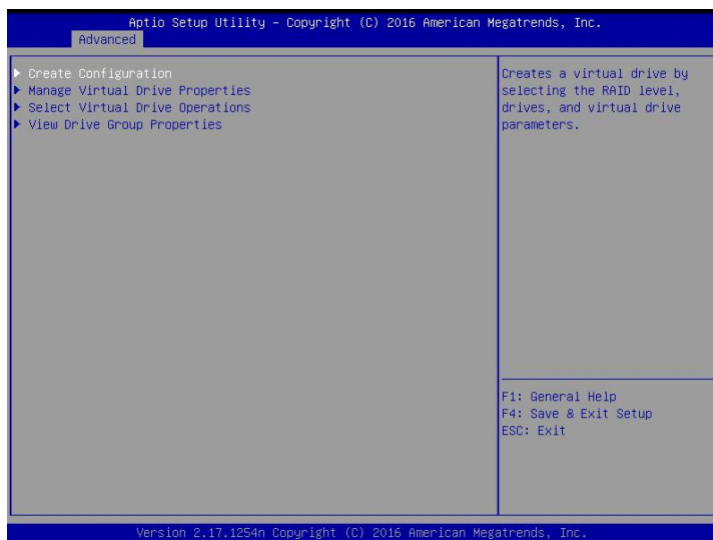 Aptio Setup Utility – Copyright (C) 2016 American Megatrends, Inc.
Advanced
Create Configuration
Manage Virtual Drive Properties
Select Virtual Drive Operations
View Drive Group Properties
Creates a virtual drive by
selecting the RAID level,
drives, and virtual drive
parameters.
F1: General Help
F4: Save & Exit Setup
ESC: Exit
Version 2.17.1254n Copyright (C) 2016 American Megatrends, Inc.